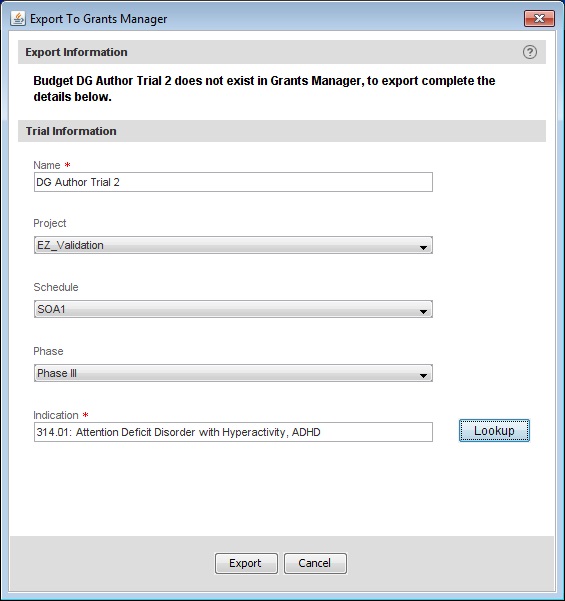 Export To Grants Manager
Export Information
?
Budget DG Author Trial 2 does not exist in Grants Manager, to export complete the
details below.
Trial Information
Name *
DG Author Trial 2
Project
EZ_Validation
Schedule
SOA1
Phase
Phase III
Indication *
314.01: Attention Deficit Disorder with Hyperactivity, ADHD
Lookup
Export
Cancel